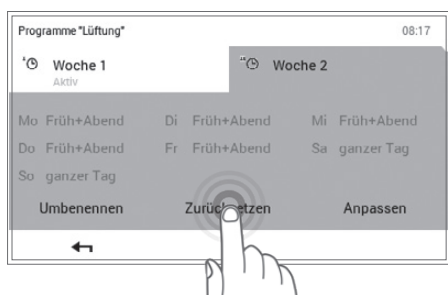 Programme "Lüftung" 08:17
Woche 1 Woche 2
Aktiv
Mo Früh+Abend Di Früh+Abend Mi Früh+Abend
Do Früh+Abend Fr Früh+Abend Sa ganzer Tag
So ganzer Tag
Umbenennen Zurücksetzen Anpassen